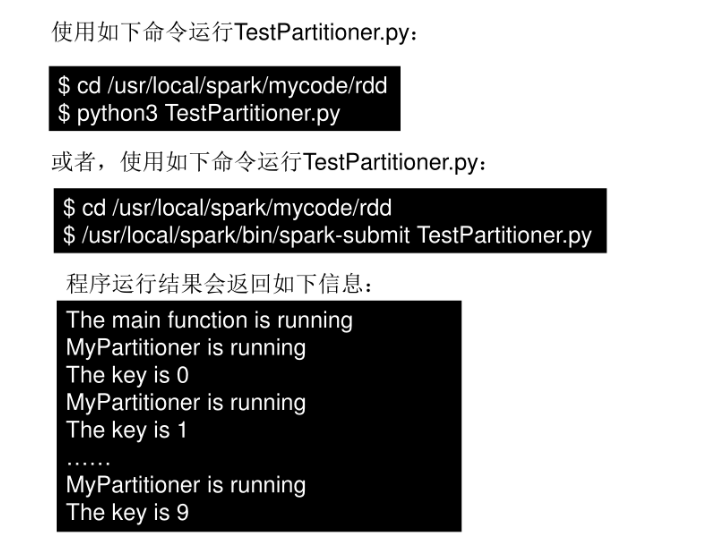 使用如下命令运行TestPartitioner.py：
$ cd /usr/local/spark/mycode/rdd
$ python3 TestPartitioner.py
或者，使用如下命令运行TestPartitioner.py：
$ cd /usr/local/spark/mycode/rdd
$ /usr/local/spark/bin/spark-submit TestPartitioner.py
程序运行结果会返回如下信息：
The main function is running
MyPartitioner is running
The key is 0
MyPartitioner is running
The key is 1
……
MyPartitioner is running
The key is 9